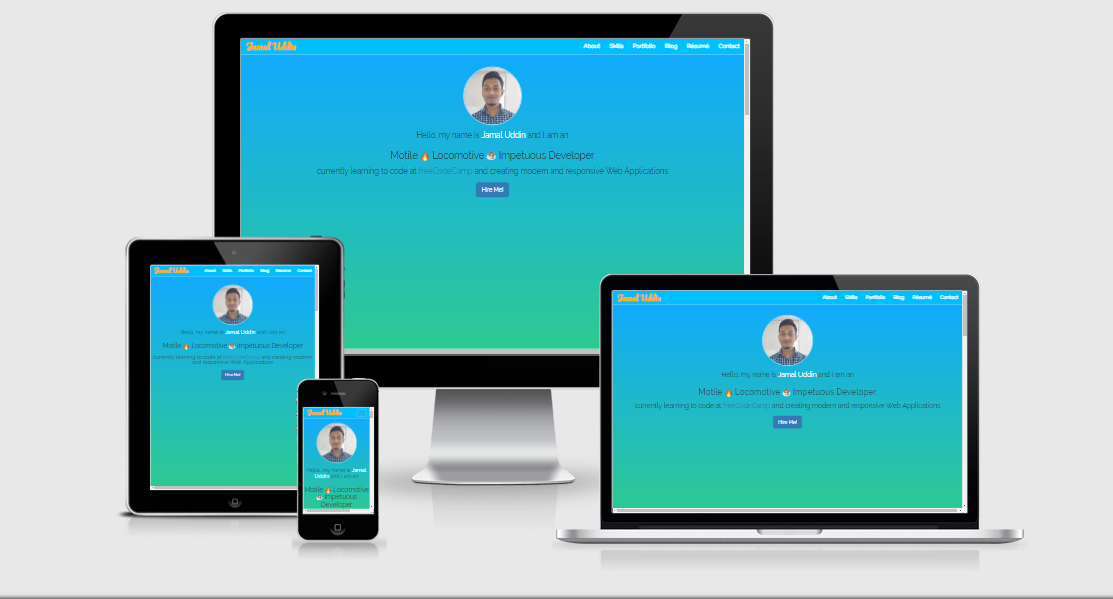 Jamal Uddin
About Skills Portfolio Blog Résumé Contact
Hello, my name is Jamal Uddin and I am an
Motile 🔥 Locomotive 😷 Impetuous Developer
currently learning to code at freeCodeCamp and creating modern and responsive Web Applications
Hire Me!
Jamal Uddin
About Skills Portfolio Blog Résumé Contact
Hello, my name is Jamal Uddin and I am an
Motile 🔥 Locomotive 😷 Impetuous Developer
currently learning to code at freeCodeCamp and creating modern
and responsive Web Applications
Hire Me!
Jamal Uddin
Hello, my name is Jamal
Uddin and I am an
Motile 🔥 Locomotive
😷 Impetuous
Developer
Jamal Uddin
About Skills Portfolio Blog Résumé Contact
Hello, my name is Jamal Uddin and I am an
Motile 🔥 Locomotive 😷 Impetuous Developer
currently learning to code at freeCodeCamp and creating modern and responsive Web Applications
Hire Me!